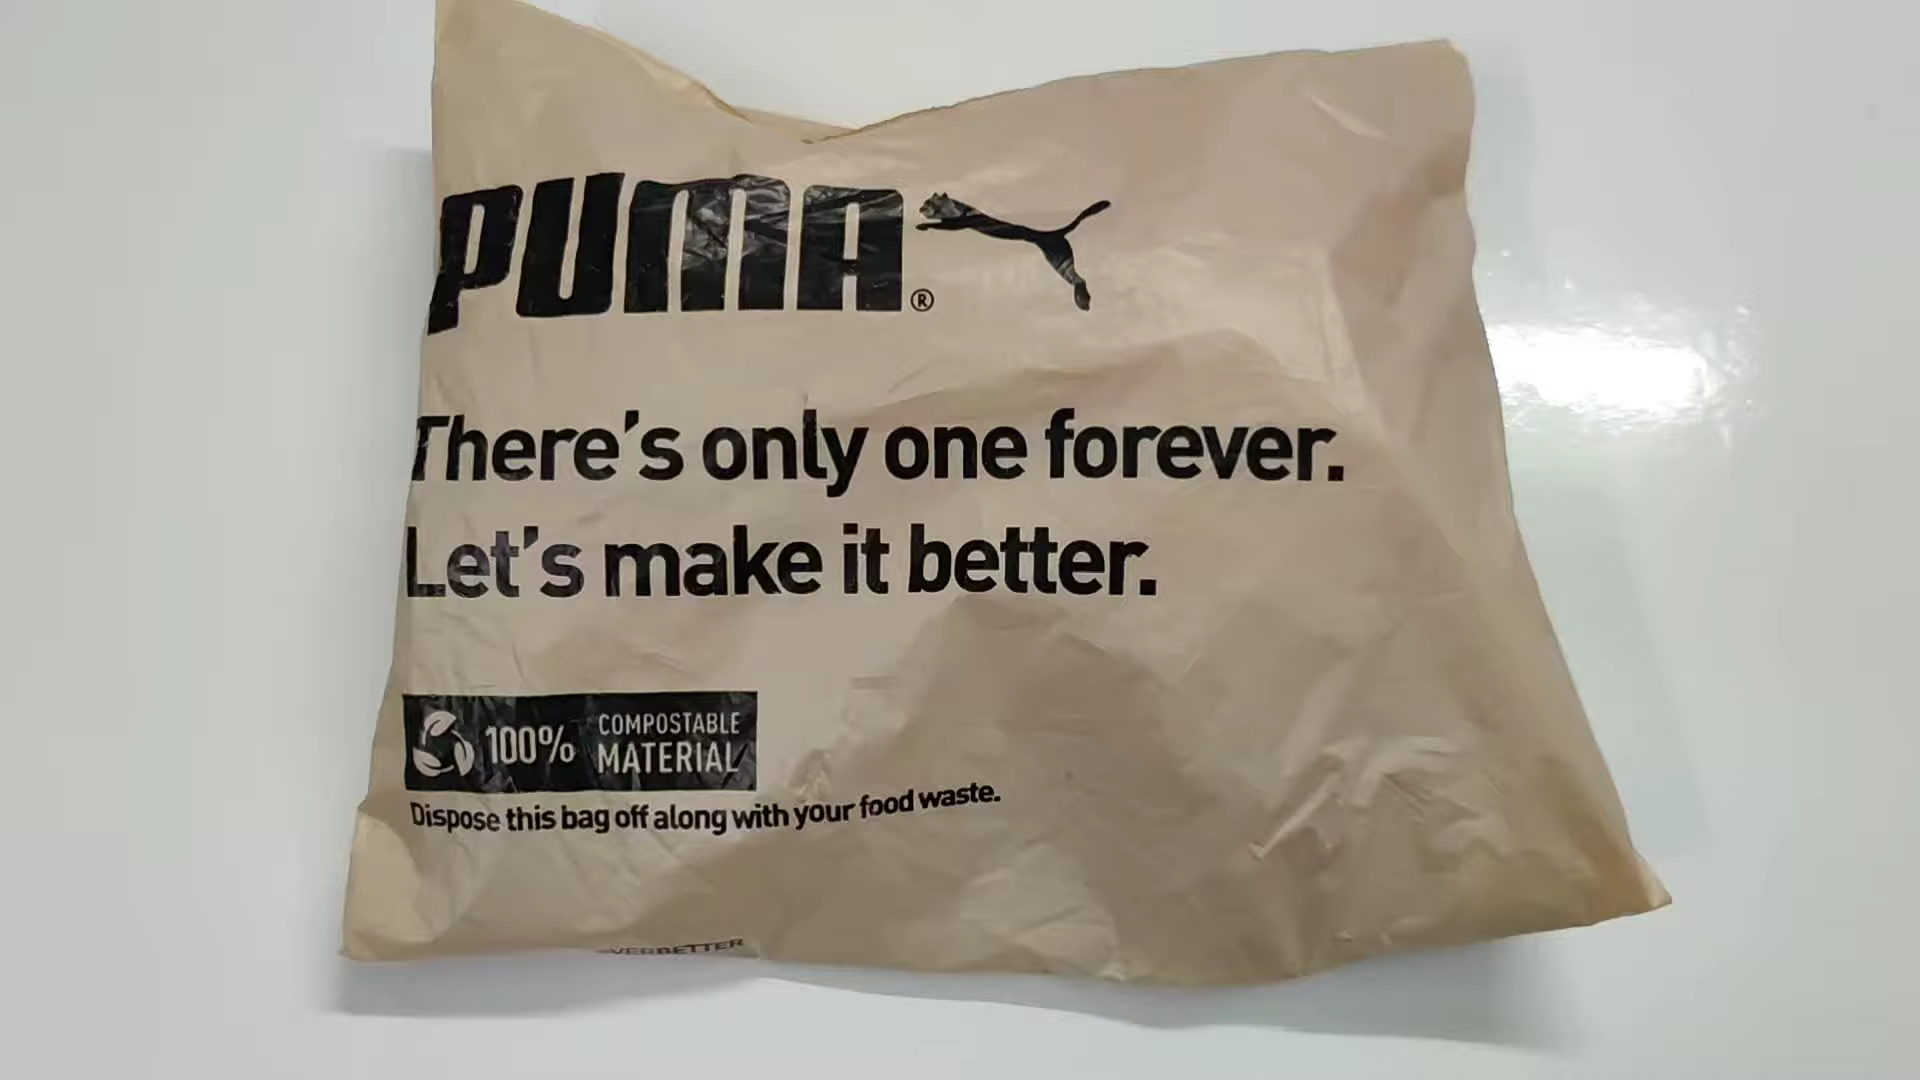 PUMA®
There's only one forever.
Let's make it better.
100% COMPOSTABLE
MATERIAL
Dispose this bag off along with your food waste.